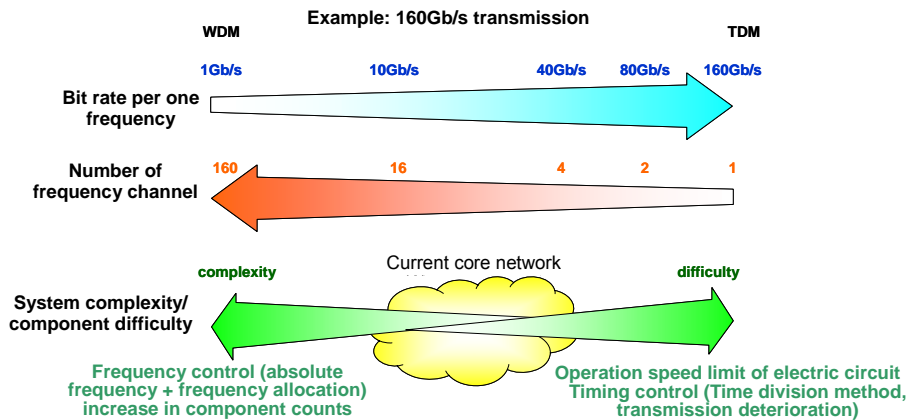 Example: 160Gb/s transmission
WDM
TDM
1Gb/s 10Gb/s 40Gb/s 80Gb/s 160Gb/s
Bit rate per one
frequency
Number of
frequency channel
160 16 4 2 1
Current core network
complexity
difficulty
System complexity/
component difficulty
Frequency control (absolute
frequency + frequency allocation)
increase in component counts
Operation speed limit of electric circuit
Timing control (Time division method,
transmission deterioration)